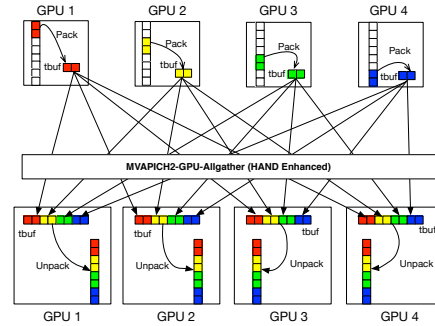 GPU 1 GPU 2 GPU 3 GPU 4
Pack Pack Pack Pack
tbuf tbuf tbuf tbuf
MVAPICH2-GPU-Allgather (HAND Enhanced)
tbuf tbuf tbuf tbuf
Unpack Unpack Unpack Unpack
GPU 1 GPU 2 GPU 3 GPU 4